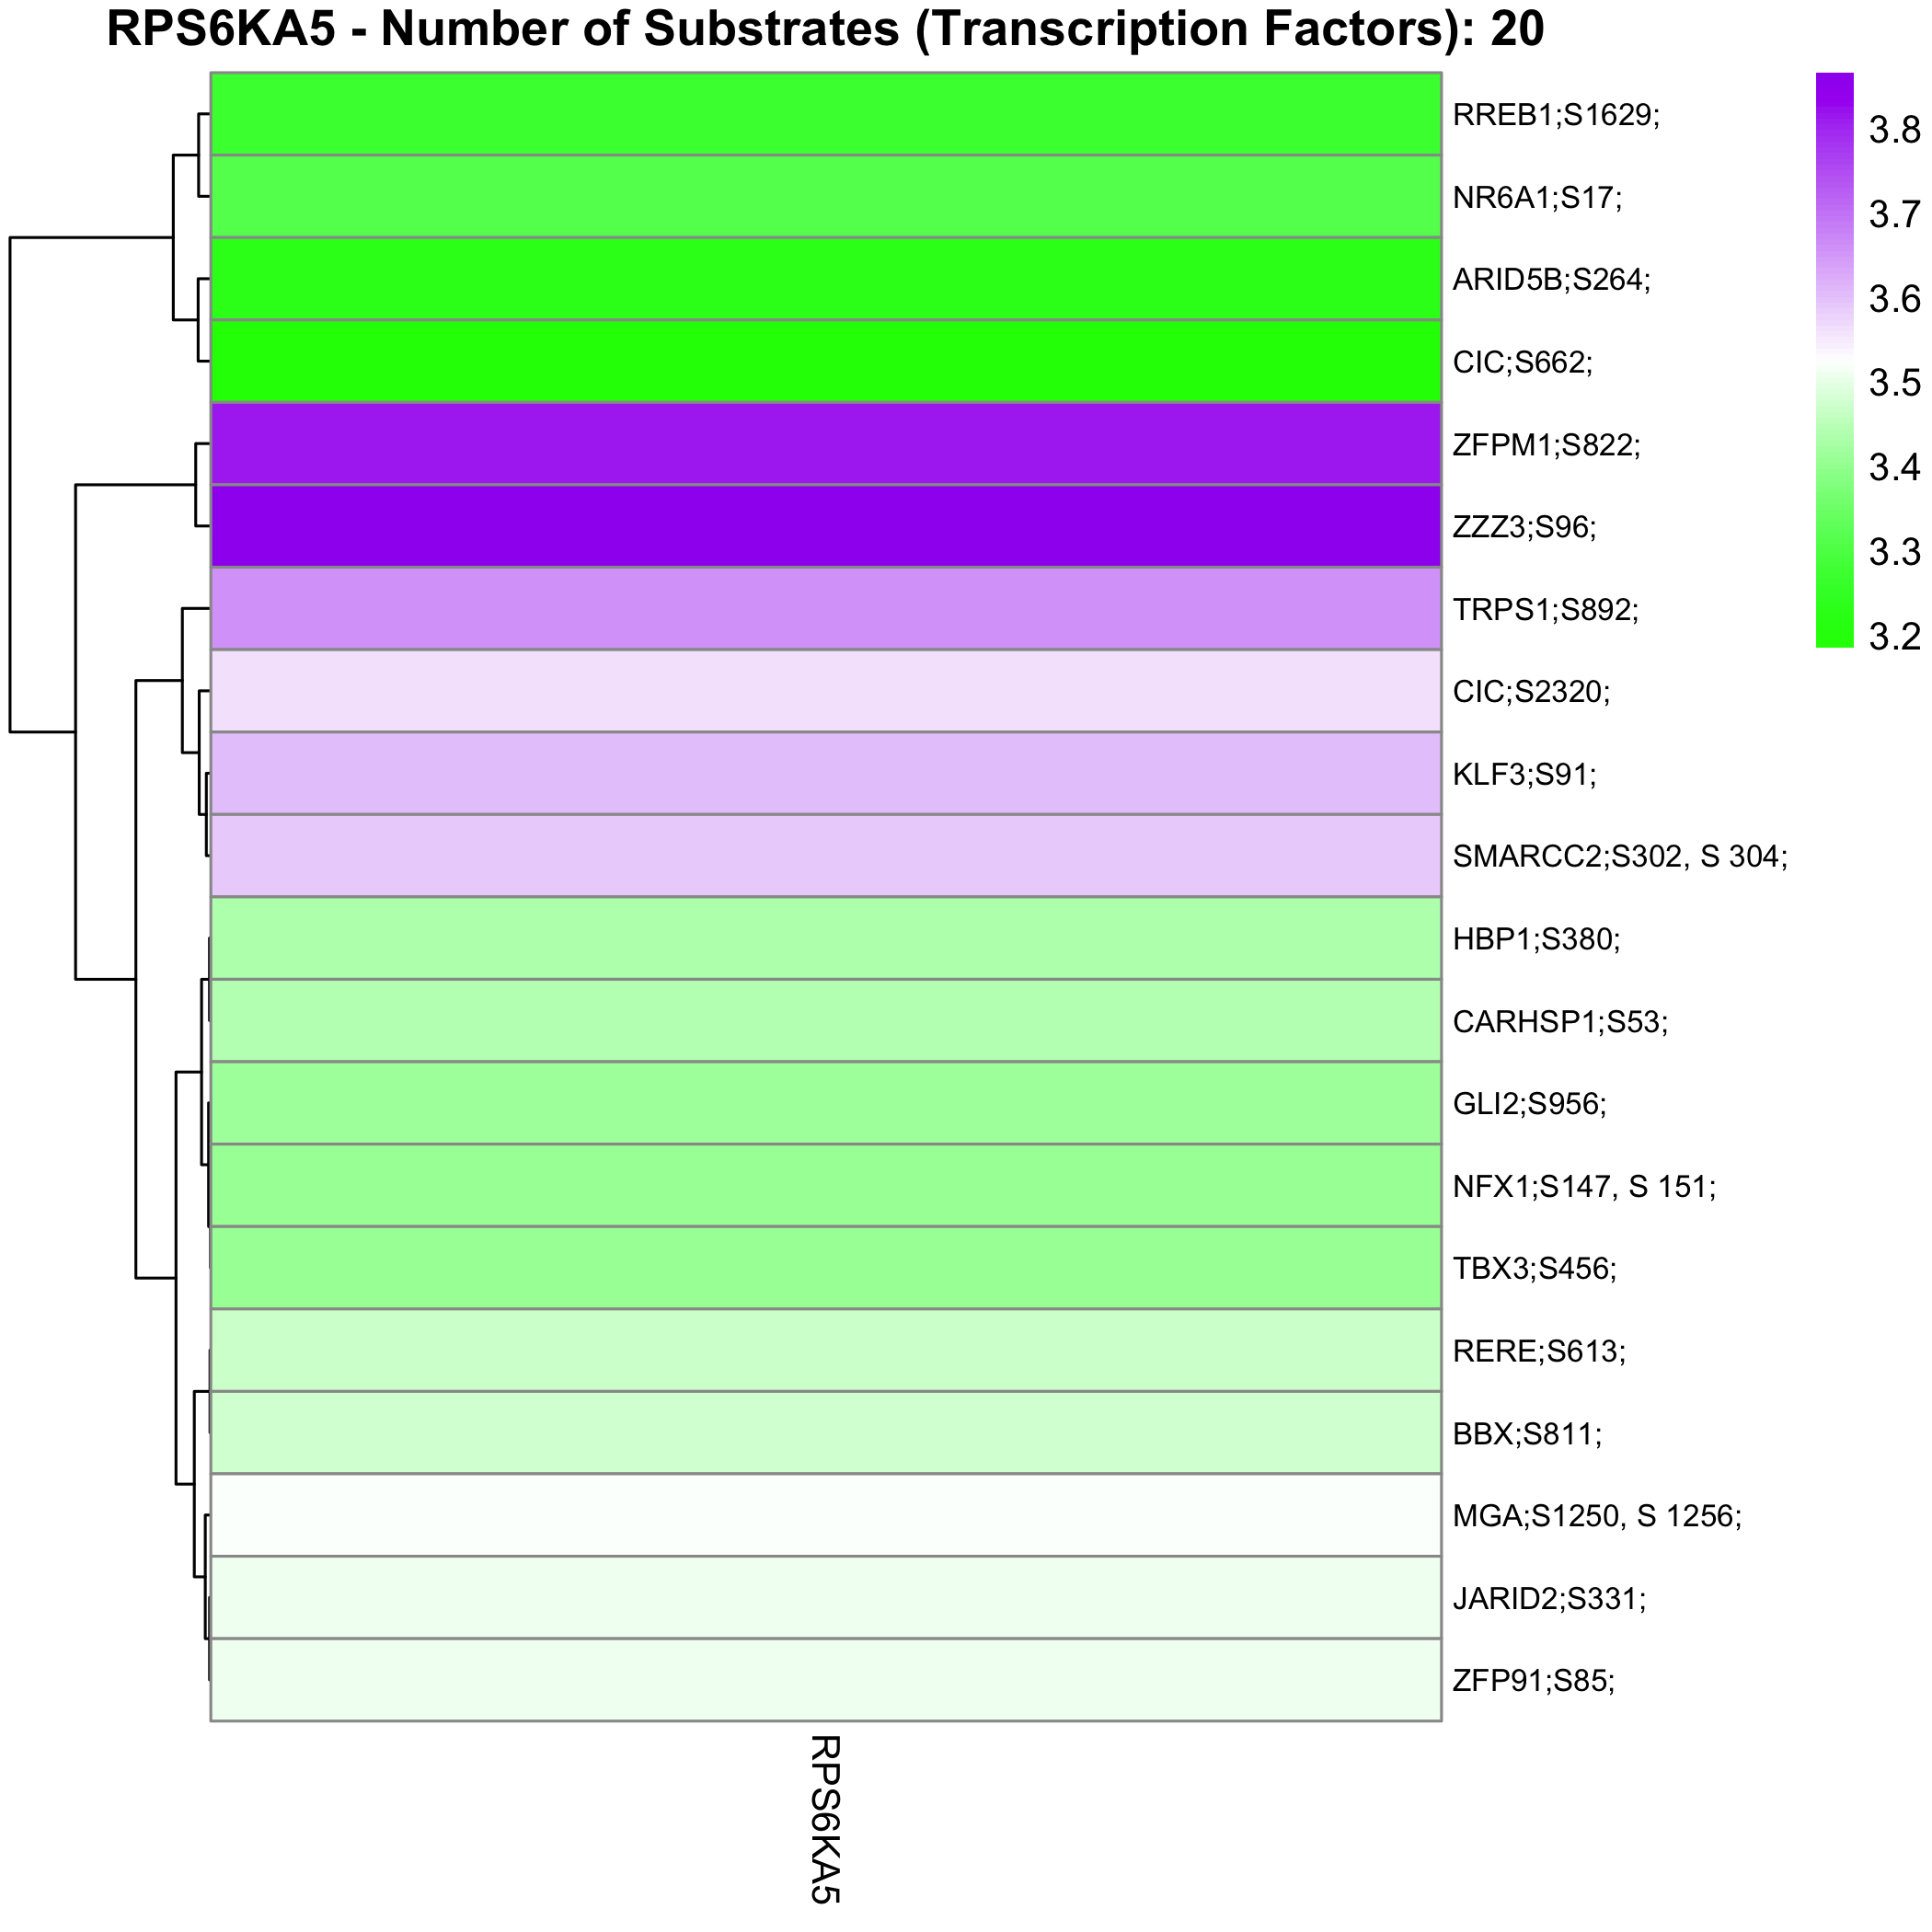 RPS6KA5 - Number of Substrates (Transcription Factors): 20
RREB1;S1629;
NR6A1;S17;
ARID5B;S264;
CIC;S662;
ZFPM1;S822;
ZZZ3;S96;
TRPS1;S892;
CIC;S2320;
KLF3;S91;
SMARCC2;S302, S 304;
HBP1;S380;
CARHSP1;S53;
GLI2;S956;
NFX1;S147, S 151;
TBX3;S456;
RERE;S613;
BBX;S811;
MGA;S1250, S 1256;
JARID2;S331;
ZFP91;S85;
3.8
3.7
3.6
3.5
3.4
3.3
3.2
RPS6KA5